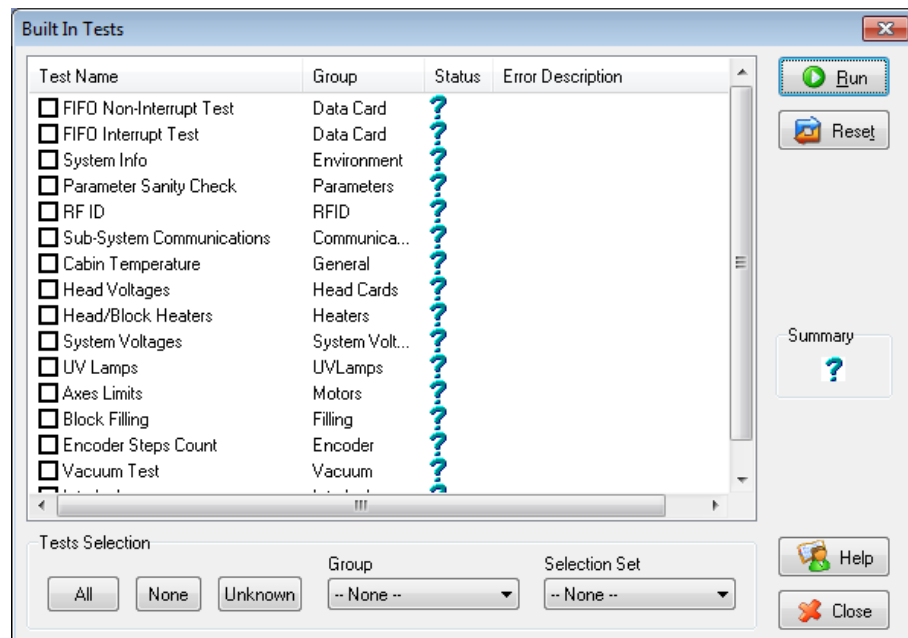 Built In Tests
Test Name Group Status Error Description
FIFO Non-Interrupt Test Data Card ?
FIFO Interrupt Test Data Card ?
System Info Environment ?
Parameter Sanity Check Parameters ?
RF ID RFID ?
Sub-System Communications Communica... ?
Cabin Temperature General ?
Head Voltages Head Cards ?
Head/Block Heaters Heaters ?
System Voltages System Volt... ?
UV Lamps UVLamps ?
Axes Limits Motors ?
Block Filling Filling ?
Encoder Steps Count Encoder ?
Vacuum Test Vacuum ?
Run
Reset
Summary
?
Tests Selection
All None Unknown
Group
-- None --
Selection Set
-- None --
Help
Close